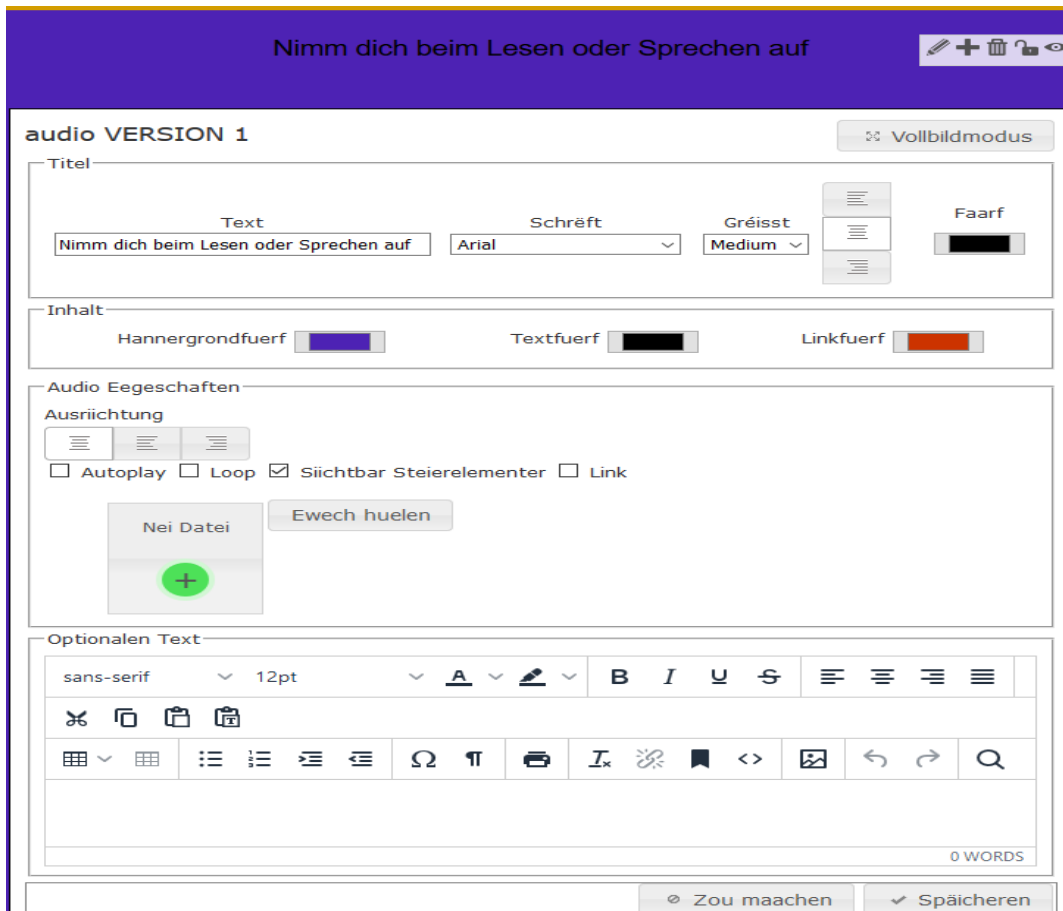 Nimm dich beim Lesen oder Sprechen auf
audio VERSION 1
Vollbildmodus
Titel
Text Schrëft Gréisst Faarf
Nimm dich beim Lesen oder Sprechen auf Arial Medium
Inhalt
Hannergrondfuerf Textfuerf Linkfuerf
Audio Eegeschaften
Ausriichtung
Autoplay Loop Siichtbar Steierelementer Link
Nei Datei Ewech huelen
Optionalen Text
sans-serif 12pt
0 WORDS
Zou maachen Späicheren